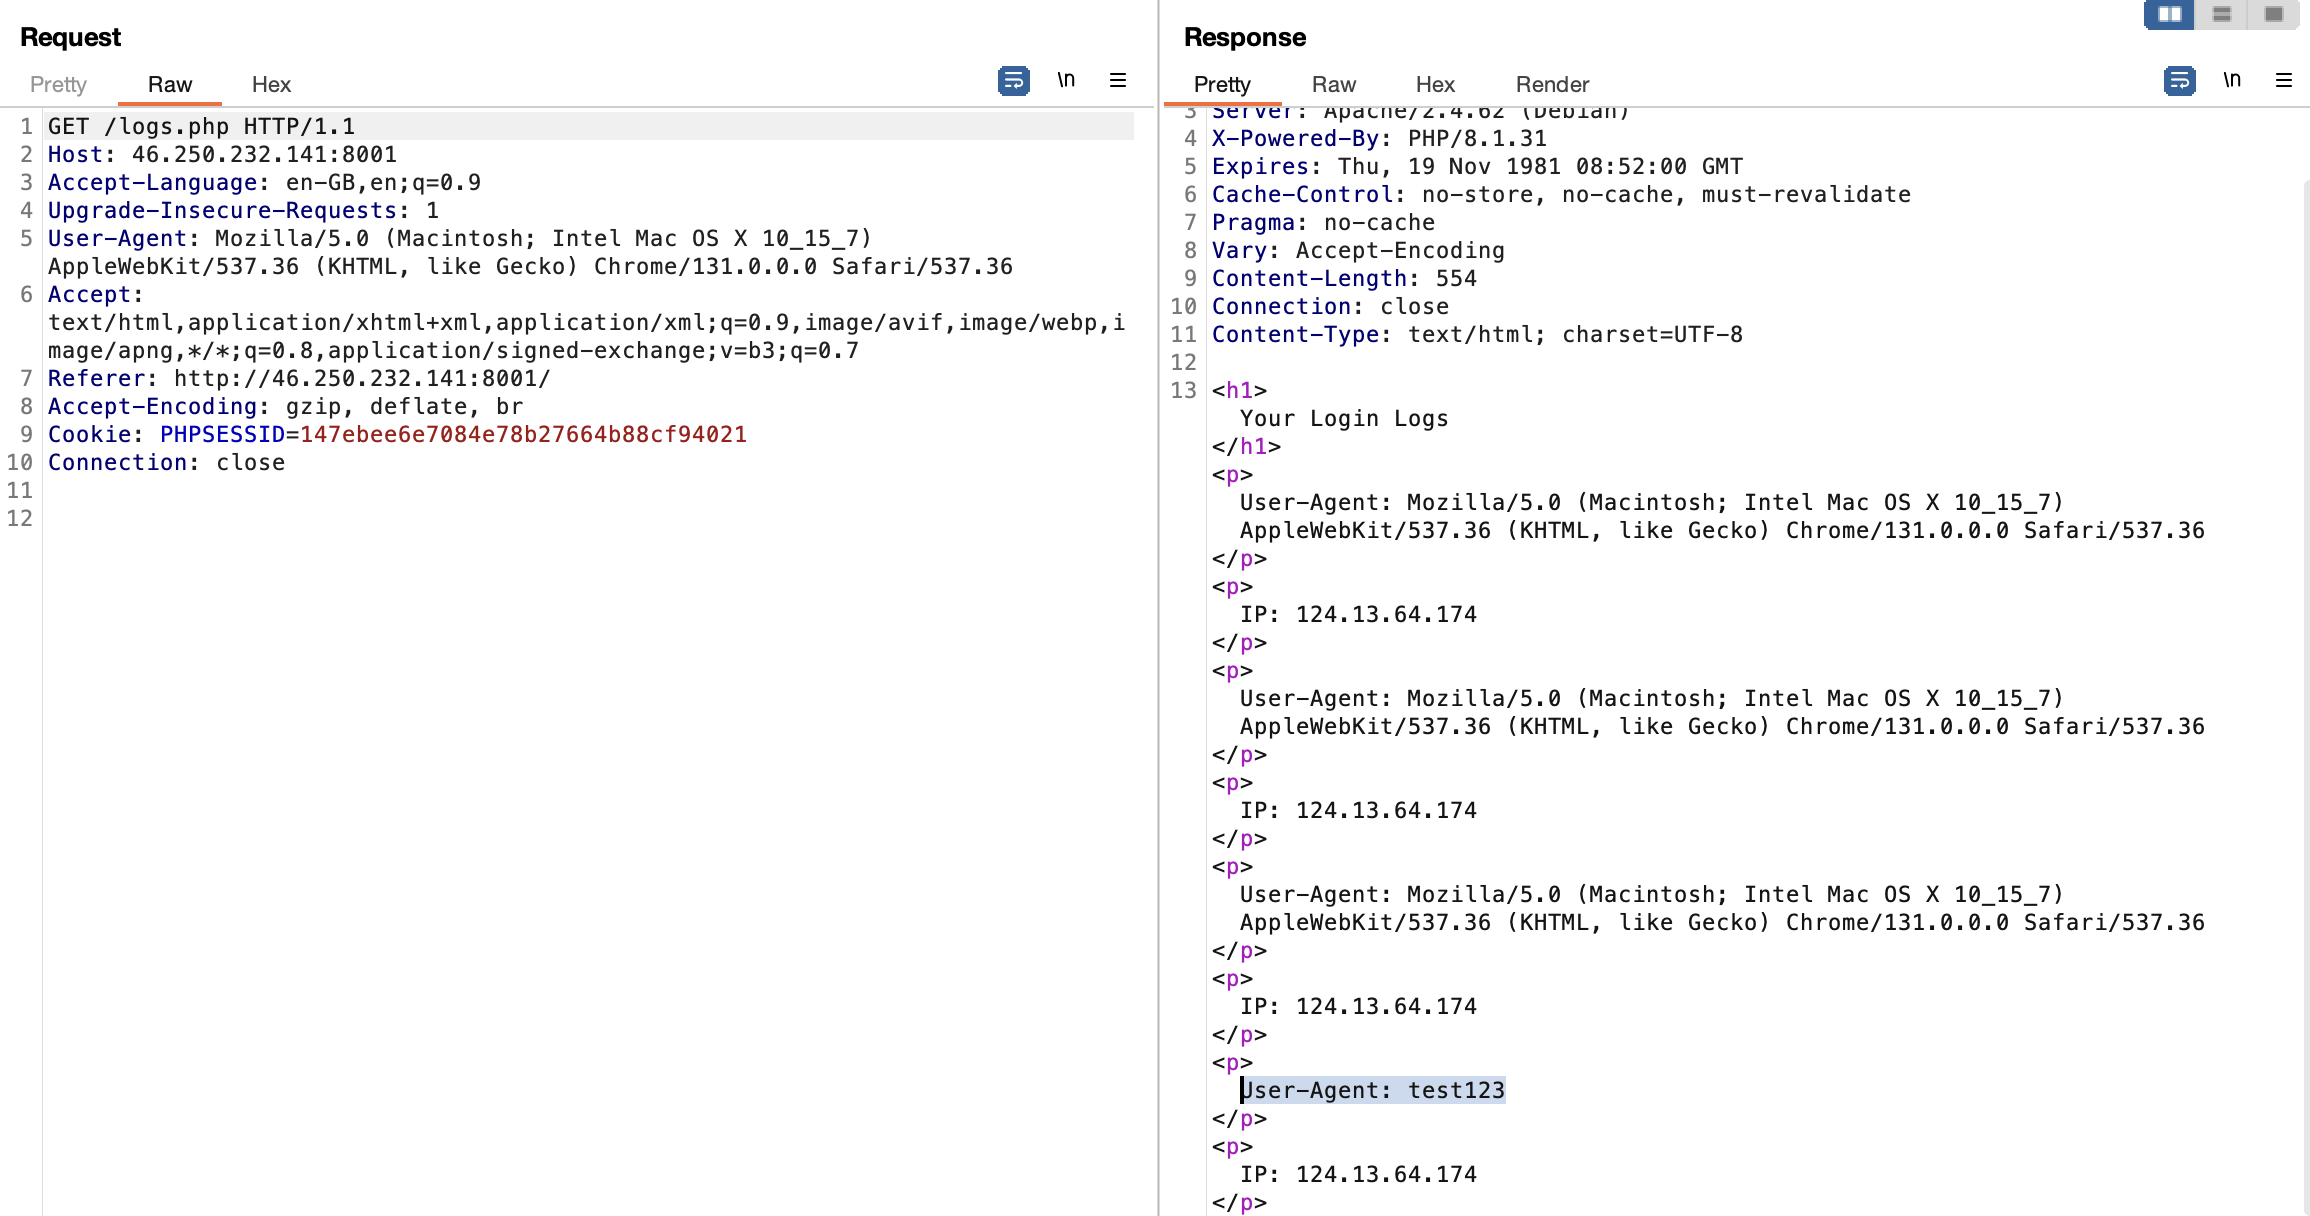 Request
Pretty Raw Hex \n
1 GET /logs.php HTTP/1.1
2 Host: 46.250.232.141:8001
3 Accept-Language: en-GB,en;q=0.9
4 Upgrade-Insecure-Requests: 1
5 User-Agent: Mozilla/5.0 (Macintosh; Intel Mac OS X 10_15_7)
AppleWebKit/537.36 (KHTML, like Gecko) Chrome/131.0.0.0 Safari/537.36
6 Accept:
text/html,application/xhtml+xml,application/xml;q=0.9,image/avif,image/webp,i
mage/apng,*/*;q=0.8,application/signed-exchange;v=b3;q=0.7
7 Referer: http://46.250.232.141:8001/
8 Accept-Encoding: gzip, deflate, br
9 Cookie: PHPSESSID=147ebee6e7084e78b27664b88cf94021
10 Connection: close
11
12
Response
Pretty Raw Hex Render \n
3 Server: Apache/2.4.62 (Debian)
4 X-Powered-By: PHP/8.1.31
5 Expires: Thu, 19 Nov 1981 08:52:00 GMT
6 Cache-Control: no-store, no-cache, must-revalidate
7 Pragma: no-cache
8 Vary: Accept-Encoding
9 Content-Length: 554
10 Connection: close
11 Content-Type: text/html; charset=UTF-8
12
13 <h1>
Your Login Logs
</h1>
<p>
User-Agent: Mozilla/5.0 (Macintosh; Intel Mac OS X 10_15_7)
AppleWebKit/537.36 (KHTML, like Gecko) Chrome/131.0.0.0 Safari/537.36
</p>
<p>
IP: 124.13.64.174
</p>
<p>
User-Agent: Mozilla/5.0 (Macintosh; Intel Mac OS X 10_15_7)
AppleWebKit/537.36 (KHTML, like Gecko) Chrome/131.0.0.0 Safari/537.36
</p>
<p>
IP: 124.13.64.174
</p>
<p>
User-Agent: Mozilla/5.0 (Macintosh; Intel Mac OS X 10_15_7)
AppleWebKit/537.36 (KHTML, like Gecko) Chrome/131.0.0.0 Safari/537.36
</p>
<p>
IP: 124.13.64.174
</p>
<p>
User-Agent: test123
</p>
<p>
IP: 124.13.64.174
</p>